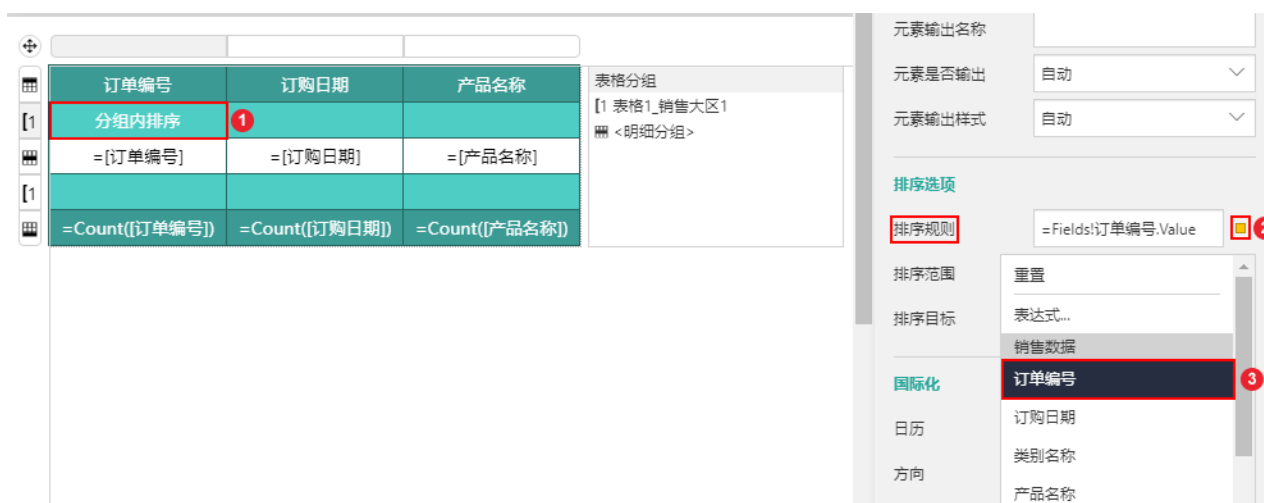 元素输出名称
元素是否输出 自动
元素输出样式 自动
订单编号 订购日期 产品名称
分组内排序 1
=[订单编号] =[订购日期] =[产品名称]
=Count([订单编号]) =Count([订购日期]) =Count([产品名称])
[1
[1
表格分组
[1 表格1_销售大区1
<明细分组>
排序选项
排序规则 =Fields!订单编号.Value 2
排序范围
排序目标
重置
表达式...
销售数据
订单编号 3
订购日期
类别名称
产品名称
国际化
日历
方向